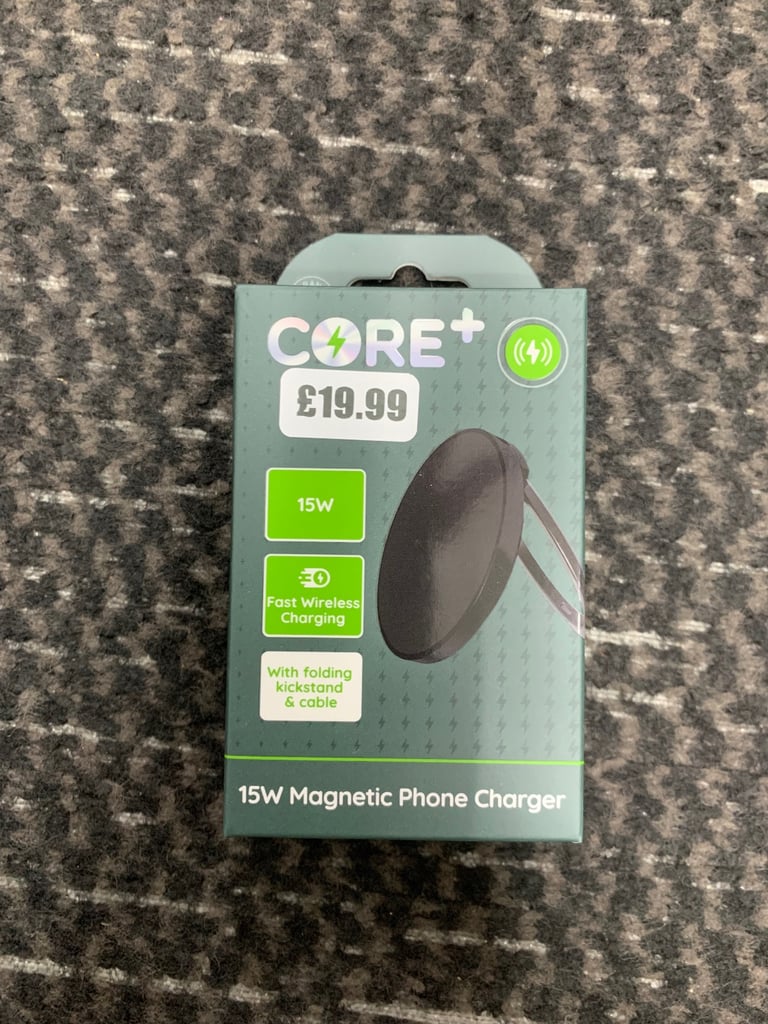 CORE+
£19.99
15W
Fast Wireless
Charging
With folding
kickstand
& cable
15W Magnetic Phone Charger